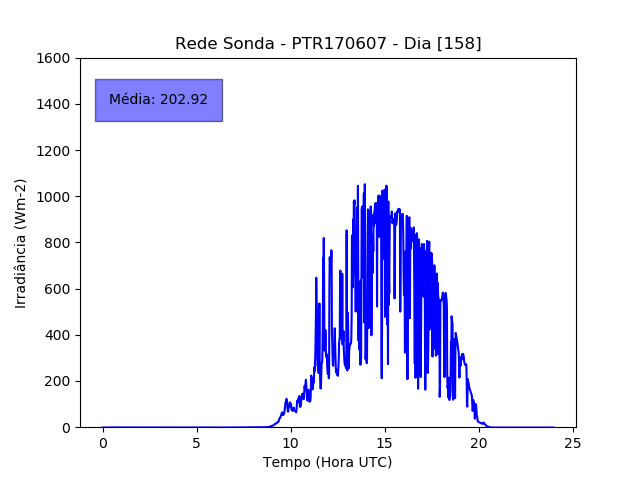 Rede Sonda - PTR170607 - Dia [158]
1600
1400
1200
1000
800
600
400
200
0
Irradiância (Wm-2)
Média: 202.92
0 5 10 15 20 25
Tempo (Hora UTC)